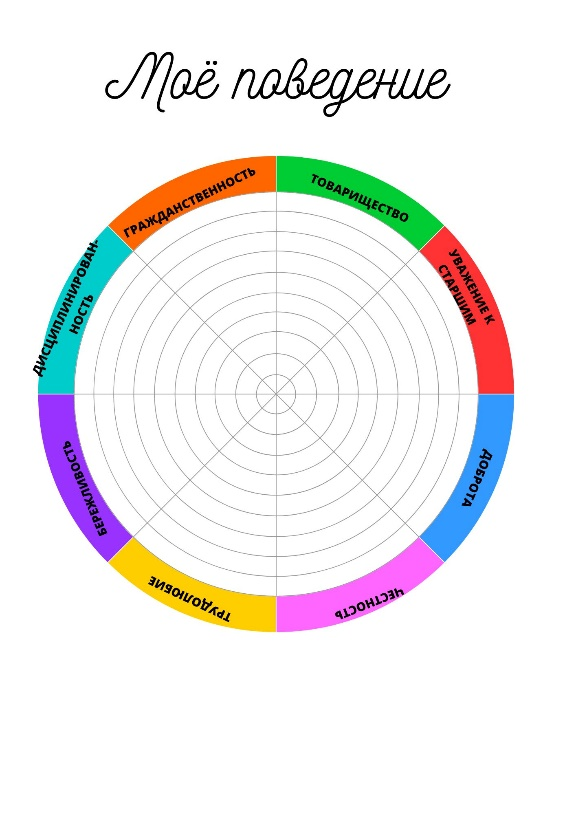 Моё поведение
ТОВАРИЩЕСТВО
УВАЖЕНИЕ К
СТАРШИМ
ДОБРОТА
ЧЕСТНОСТЬ
ТРУДОЛЮБИЕ
БЕРЕЖЛИВОСТЬ
ДИСЦИПЛИНИРОВАН-
НОСТЬ
ГРАЖДАНСТВЕННОСТЬ